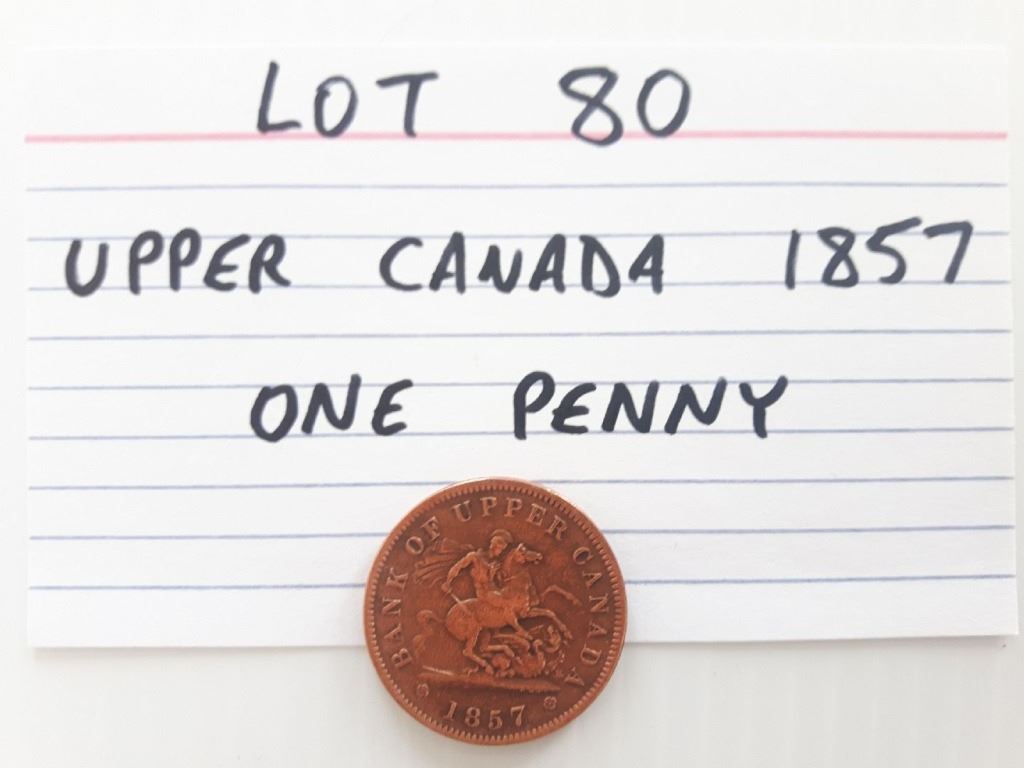 LOT 80
UPPER CANADA 1857
ONE PENNY
BANK OF UPPER CANADA
1857